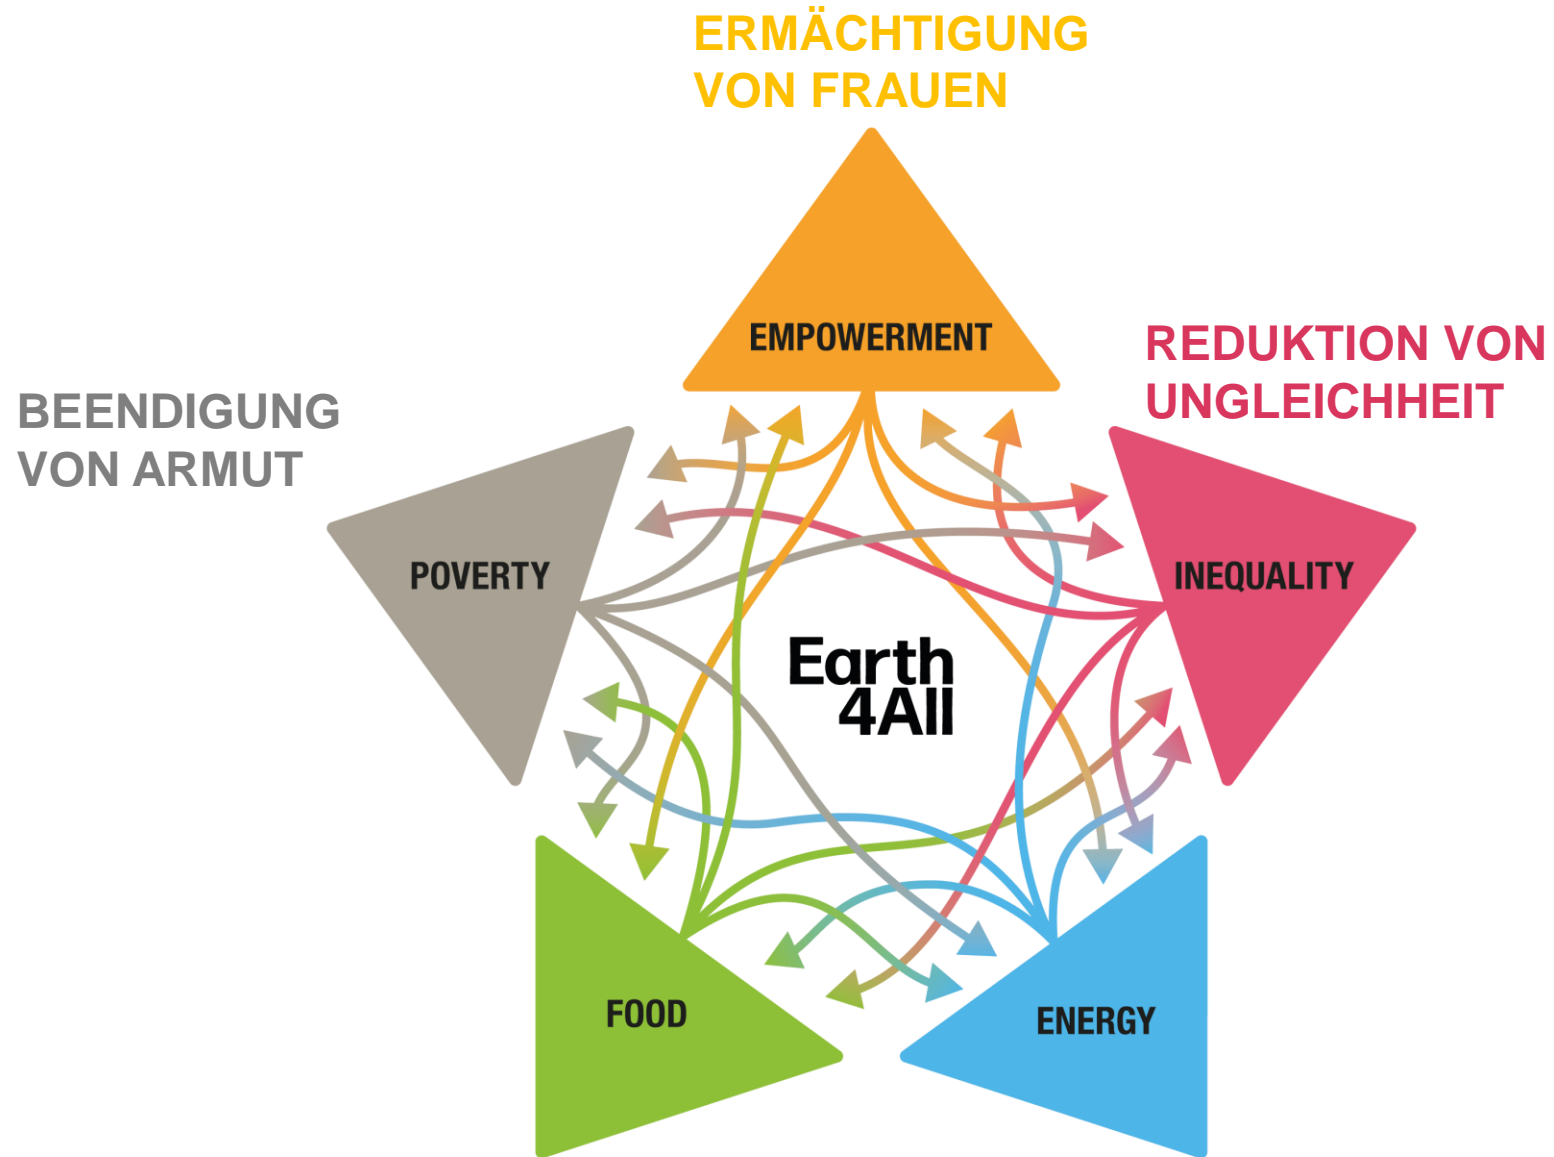 ERMÄCHTIGUNG
VON FRAUEN
EMPOWERMENT
REDUKTION VON
UNGLEICHHEIT
BEENDIGUNG
VON ARMUT
POVERTY
INEQUALITY
Earth
4All
FOOD
ENERGY